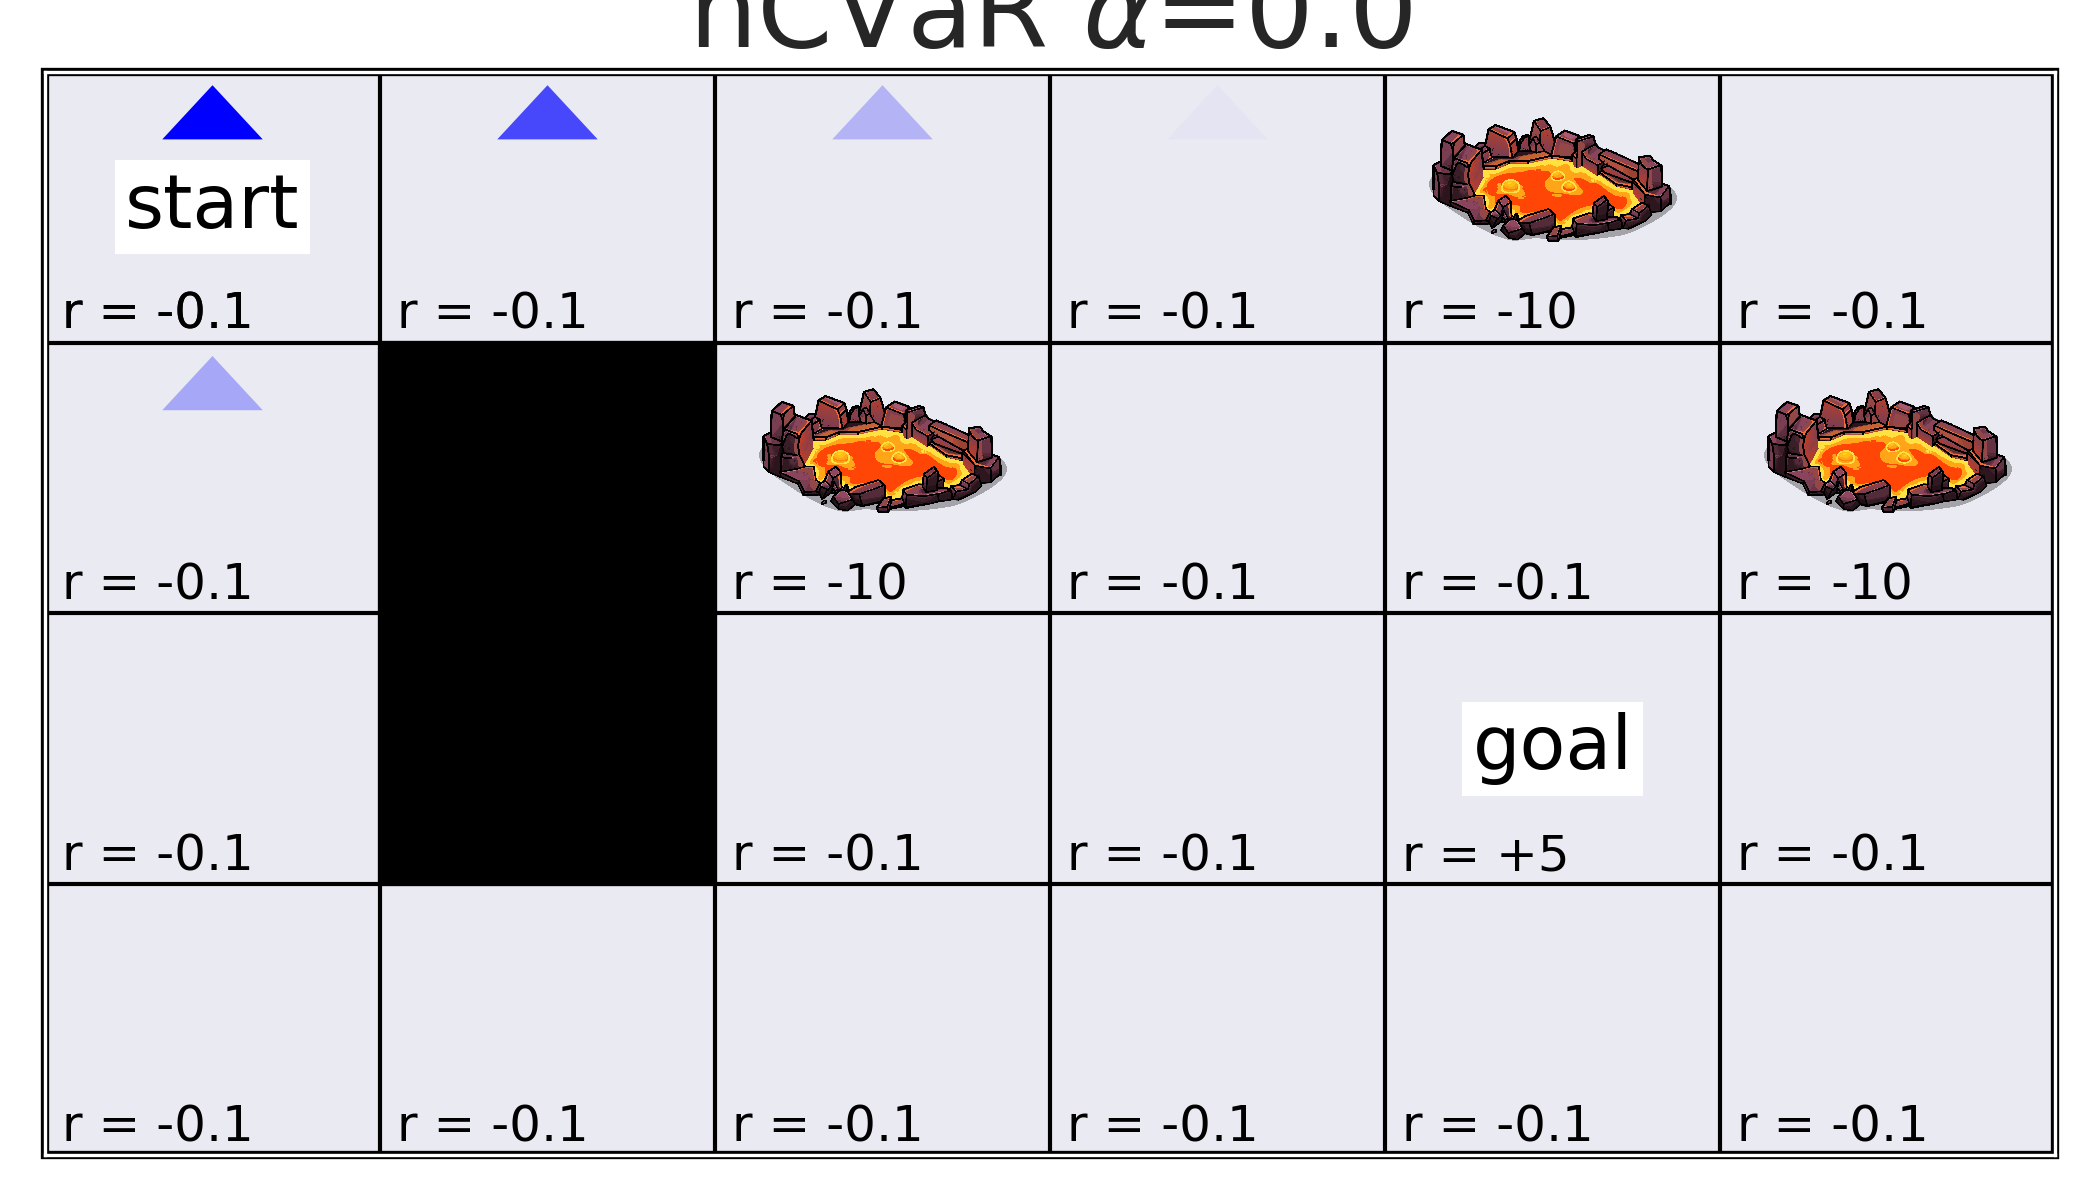 nCVaR α=0.0
start
r = -0.1 r = -0.1 r = -0.1 r = -0.1 r = -10 r = -0.1
r = -0.1 r = -10 r = -0.1 r = -0.1 r = -10
goal
r = -0.1 r = -0.1 r = -0.1 r = +5 r = -0.1
r = -0.1 r = -0.1 r = -0.1 r = -0.1 r = -0.1 r = -0.1